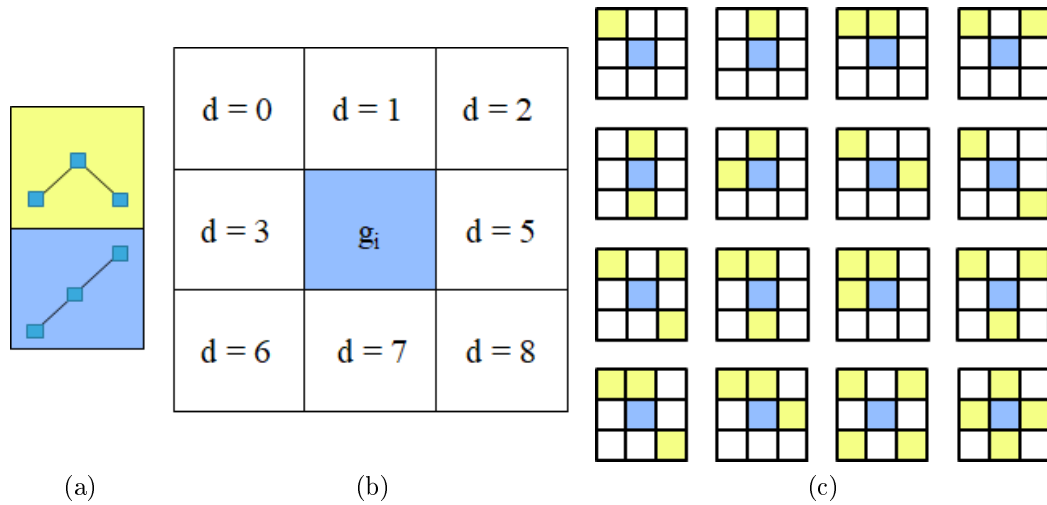 d = 0 d = 1 d = 2
d = 3 gᵢ d = 5
d = 6 d = 7 d = 8
(a) (b) (c)